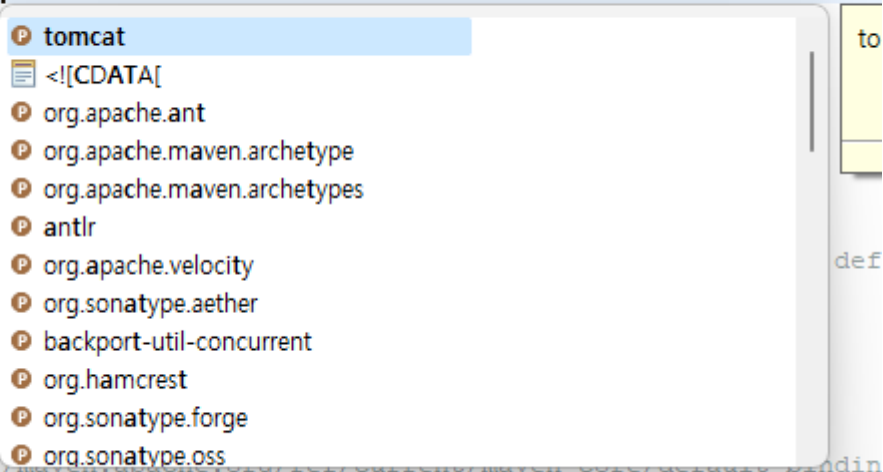 tomcat
to
<![CDATA[
org.apache.ant
org.apache.maven.archetype
org.apache.maven.archetypes
antlr
org.apache.velocity
def
org.sonatype.aether
backport-util-concurrent
org.hamcrest
org.sonatype.forge
org.sonatype.oss
ndin